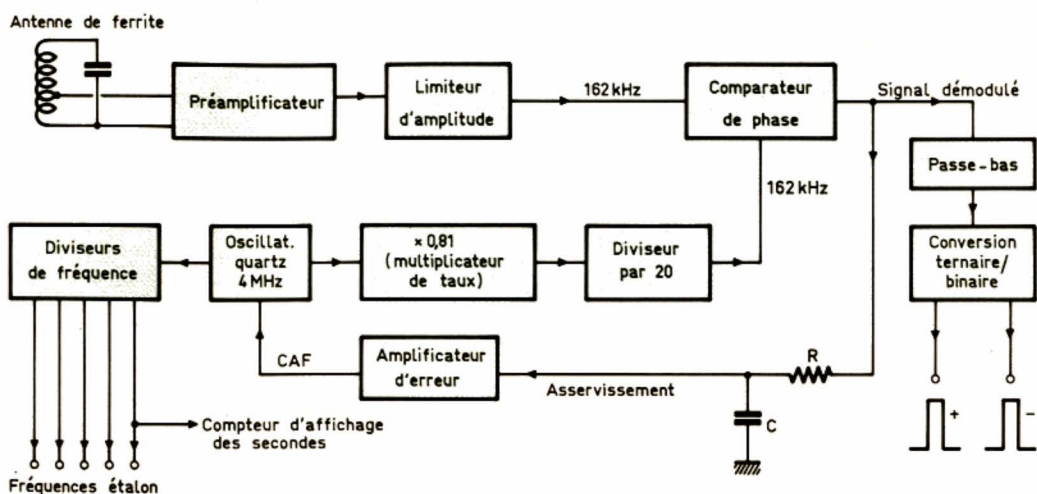 Antenne de ferrite
Préamplificateur
Limiteur
d'amplitude
162 kHz
Comparateur
de phase
Signal démodulé
Passe-bas
162 kHz
Diviseurs
de fréquence
Oscillat.
quartz
4 MHz
× 0,81
(multiplicateur
de taux)
Diviseur
par 20
Conversion
ternaire/
binaire
CAF
Amplificateur
d'erreur
Asservissement
R
C
+
-
Compteur d'affichage
des secondes
Fréquences étalon